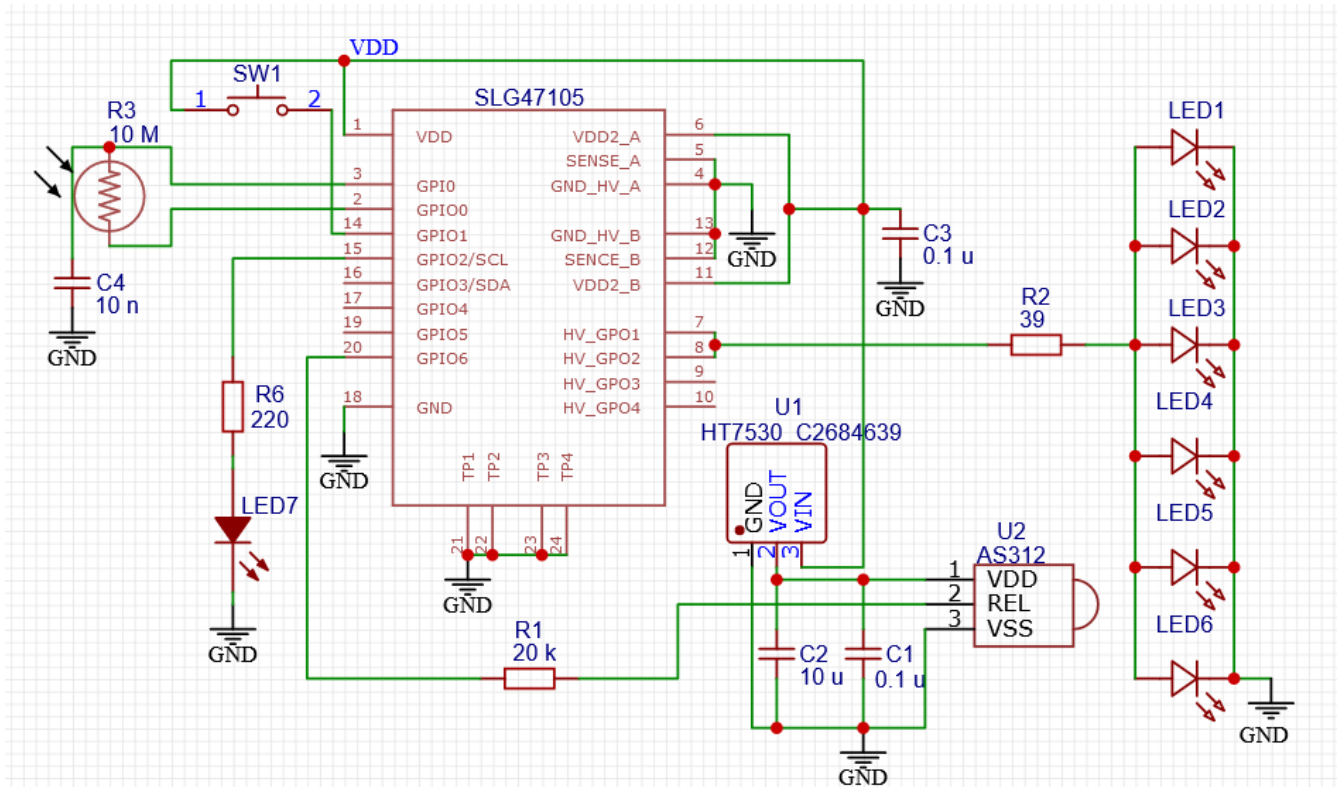 VDD
SW1
1
2
R3
10 M
C4
10 n
GND
SLG47105
1
VDD
3
GPI0
2
GPIO0
14
GPIO1
15
GPIO2/SCL
16
GPIO3/SDA
17
GPIO4
19
GPIO5
20
GPIO6
18
GND
VDD2_A
6
SENSE_A
5
GND_HV_A
4
GND_HV_B
13
SENCE_B
12
VDD2_B
11
HV_GPO1
7
HV_GPO2
8
HV_GPO3
9
HV_GPO4
10
TP1
TP2
TP3
TP4
21
22
23
24
GND
GND
GND
C3
0.1 u
GND
R6
220
LED7
GND
R1
20 k
R2
39
LED1
LED2
LED3
LED4
LED5
LED6
GND
U1
HT7530_C2684639
GND
VOUT
VIN
1
2
3
U2
AS312
1
VDD
2
REL
3
VSS
C2
10 u
C1
0.1 u
GND